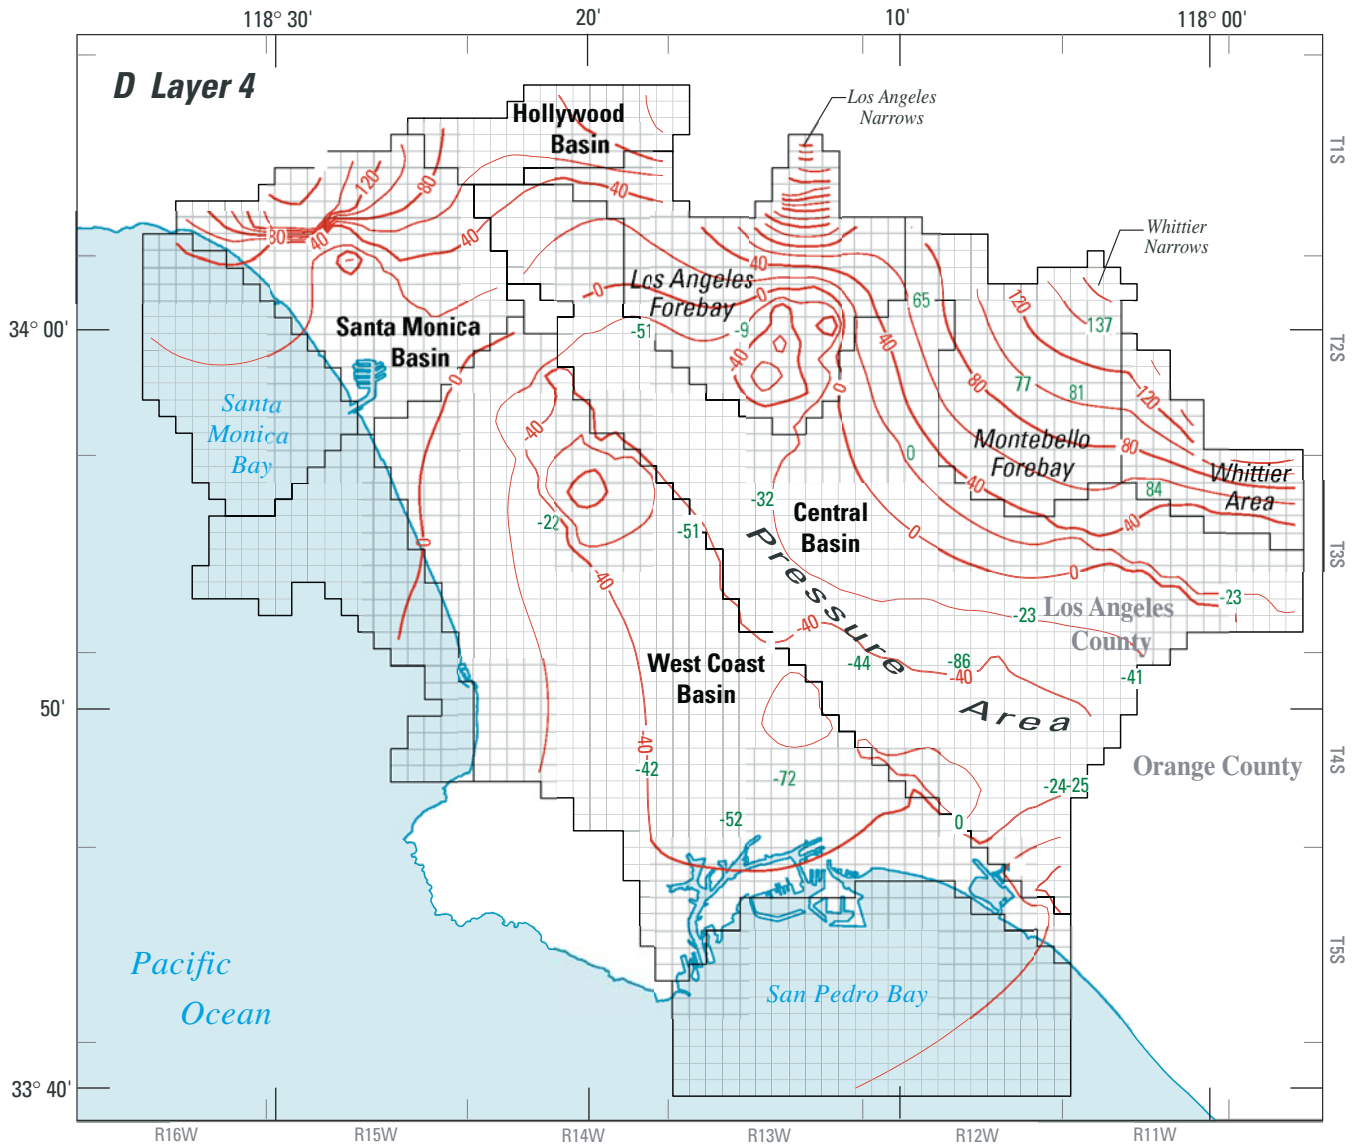 118° 30'
20'
10'
118° 00'
D Layer 4
Hollywood
Basin
Los Angeles
Narrows
T1S
120
80
40
80
40
40
Whittier
Narrows
40
Los Angeles
Forebay
0
0
65
120
137
34° 00'
Santa Monica
Basin
-51
-9
-40
40
T2S
0
0
80
77
81
120
Santa
Monica
Bay
-40
0
Montebello
Forebay
80
Whittier
Area
40
84
-32
Central
Basin
-22
-51
40
0
0
Pressure
0
T3S
-40
-23
-23
Los Angeles
County
-40
West Coast
Basin
-44
-86
-40
-41
50'
Area
-40
-42
-72
-24
-25
Orange County
T4S
-52
0
Pacific
Ocean
San Pedro Bay
T5S
33° 40'
R16W
R15W
R14W
R13W
R12W
R11W